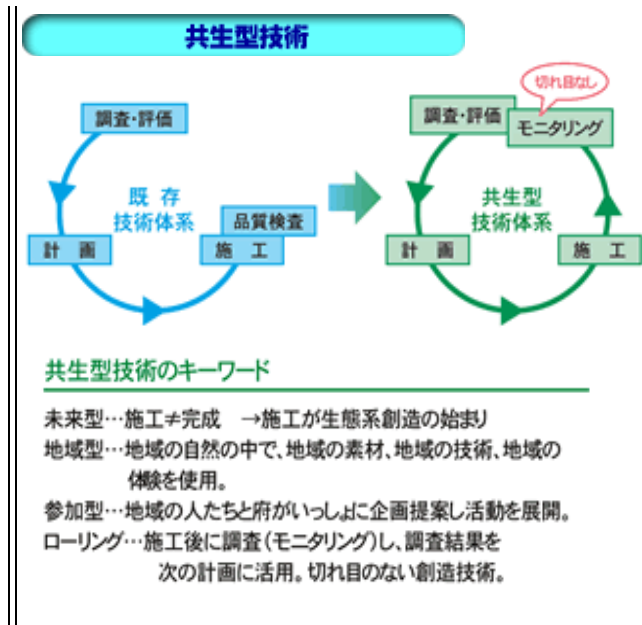 共生型技術
調査・評価
既存
技術体系
品質検査
計画
施工
切れ目なし
調査・評価
モニタリング
共生型
技術体系
計画
施工
共生型技術のキーワード
未来型…施工≠完成　→施工が生態系創造の始まり
地域型…地域の自然の中で、地域の素材、地域の技術、地域の
体験を使用。
参加型…地域の人たちと府がいっしょに企画提案し活動を展開。
ローリング…施工後に調査(モニタリング)し、調査結果を
次の計画に活用。切れ目のない創造技術。